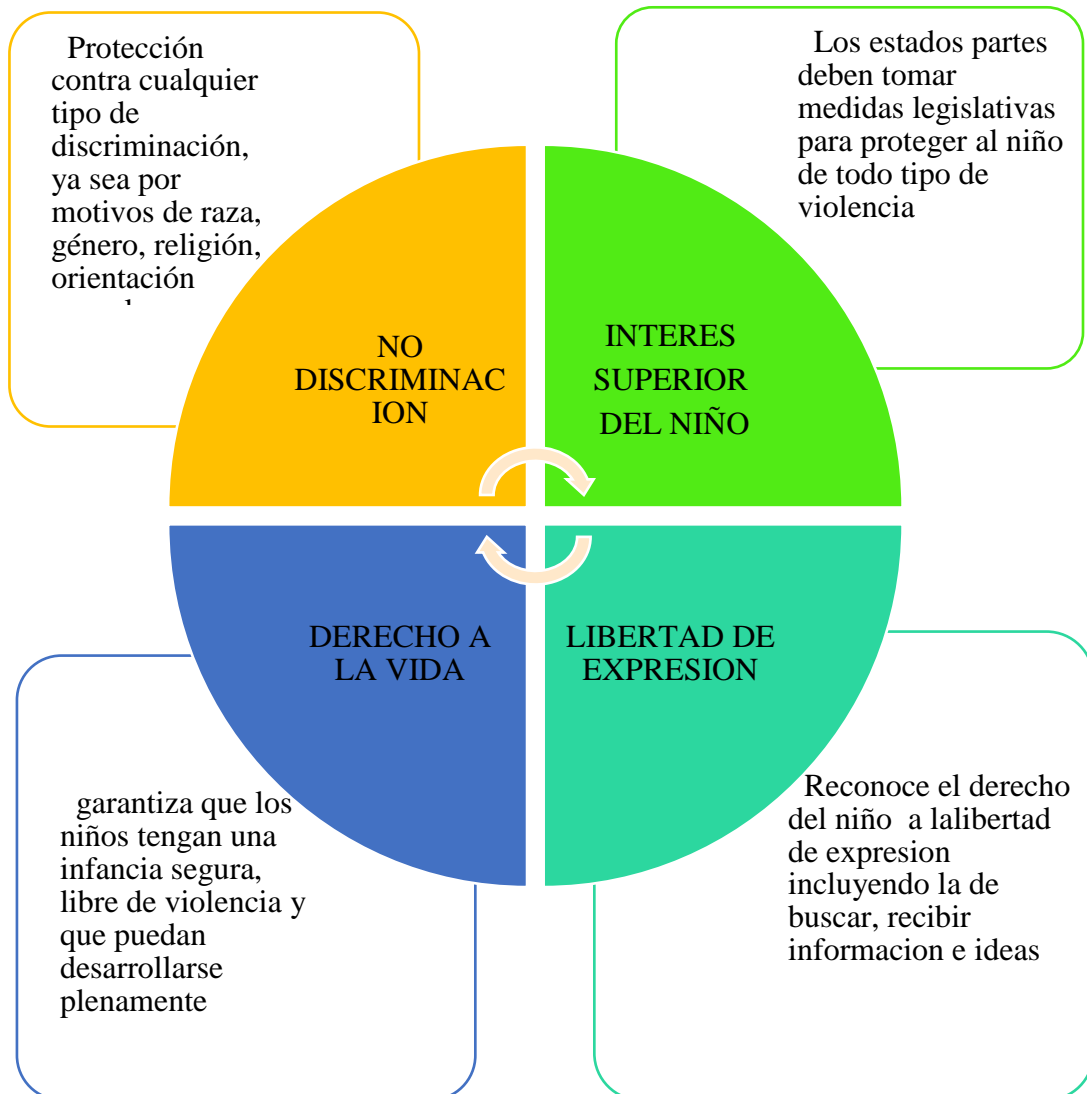 Protección
contra cualquier
tipo de
discriminación,
ya sea por
motivos de raza,
género, religión,
orientación
Los estados partes
deben tomar
medidas legislativas
para proteger al niño
de todo tipo de
violencia
NO
DISCRIMINAC
ION
INTERES
SUPERIOR
DEL NIÑO
DERECHO A
LA VIDA
LIBERTAD DE
EXPRESION
garantiza que los
niños tengan una
infancia segura,
libre de violencia y
que puedan
desarrollarse
plenamente
Reconoce el derecho
del niño a lalibertad
de expresion
incluyendo la de
buscar, recibir
informacion e ideas